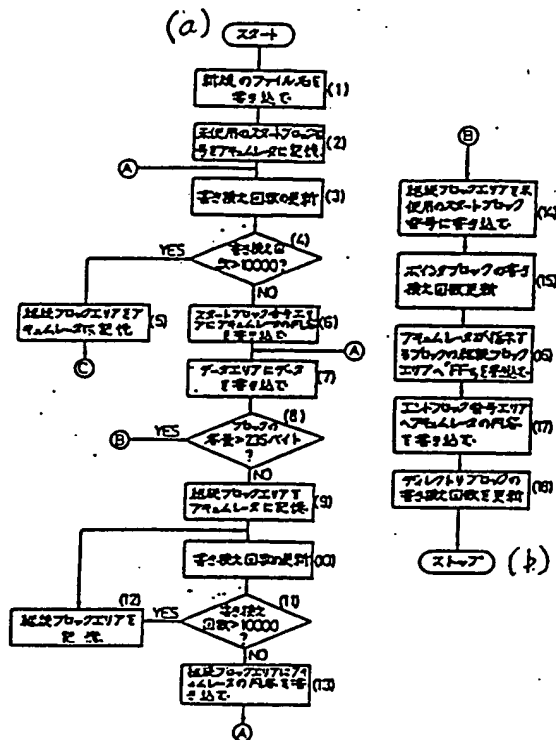 (a)
スタート
新規のファイル名を
書き込む
(1)
未使用のスタートブロック番
号をアキュムレータに記憶
(2)
A
書き換え回数の更新
(3)
書き換え回
数>10000?
(4)
YES
NO
継続ブロックエリアをア
キュムレータに記憶
(5)
C
スタートブロック番号エリ
アにアキュムレータの内容
を書き込む
(6)
A
データエリアにデータ
を書き込む
(7)
ブロックの
容量>235バイト
?
(8)
YES
B
NO
継続ブロックエリアを
アキュムレータに記憶
(9)
書き換え回数の更新
(10)
書き換え
回数>10000
?
(11)
YES
(12)
継続ブロックエリアを
記憶
NO
継続ブロックエリアにアキ
ュムレータの内容を書き
込む
(13)
A
B
継続ブロックエリアを未
使用のスタートブロック
番号に書き込む
(14)
ポインタブロックの書き
換え回数更新
(15)
アキュムレータが指示す
るブロックの継続ブロック
エリアへ"FF"を書き込む
(16)
エンドブロック番号エリア
へアキュムレータの内容
を書き込む
(17)
ディレクトリブロックの
書き換え回数を更新
(18)
ストップ
(b)